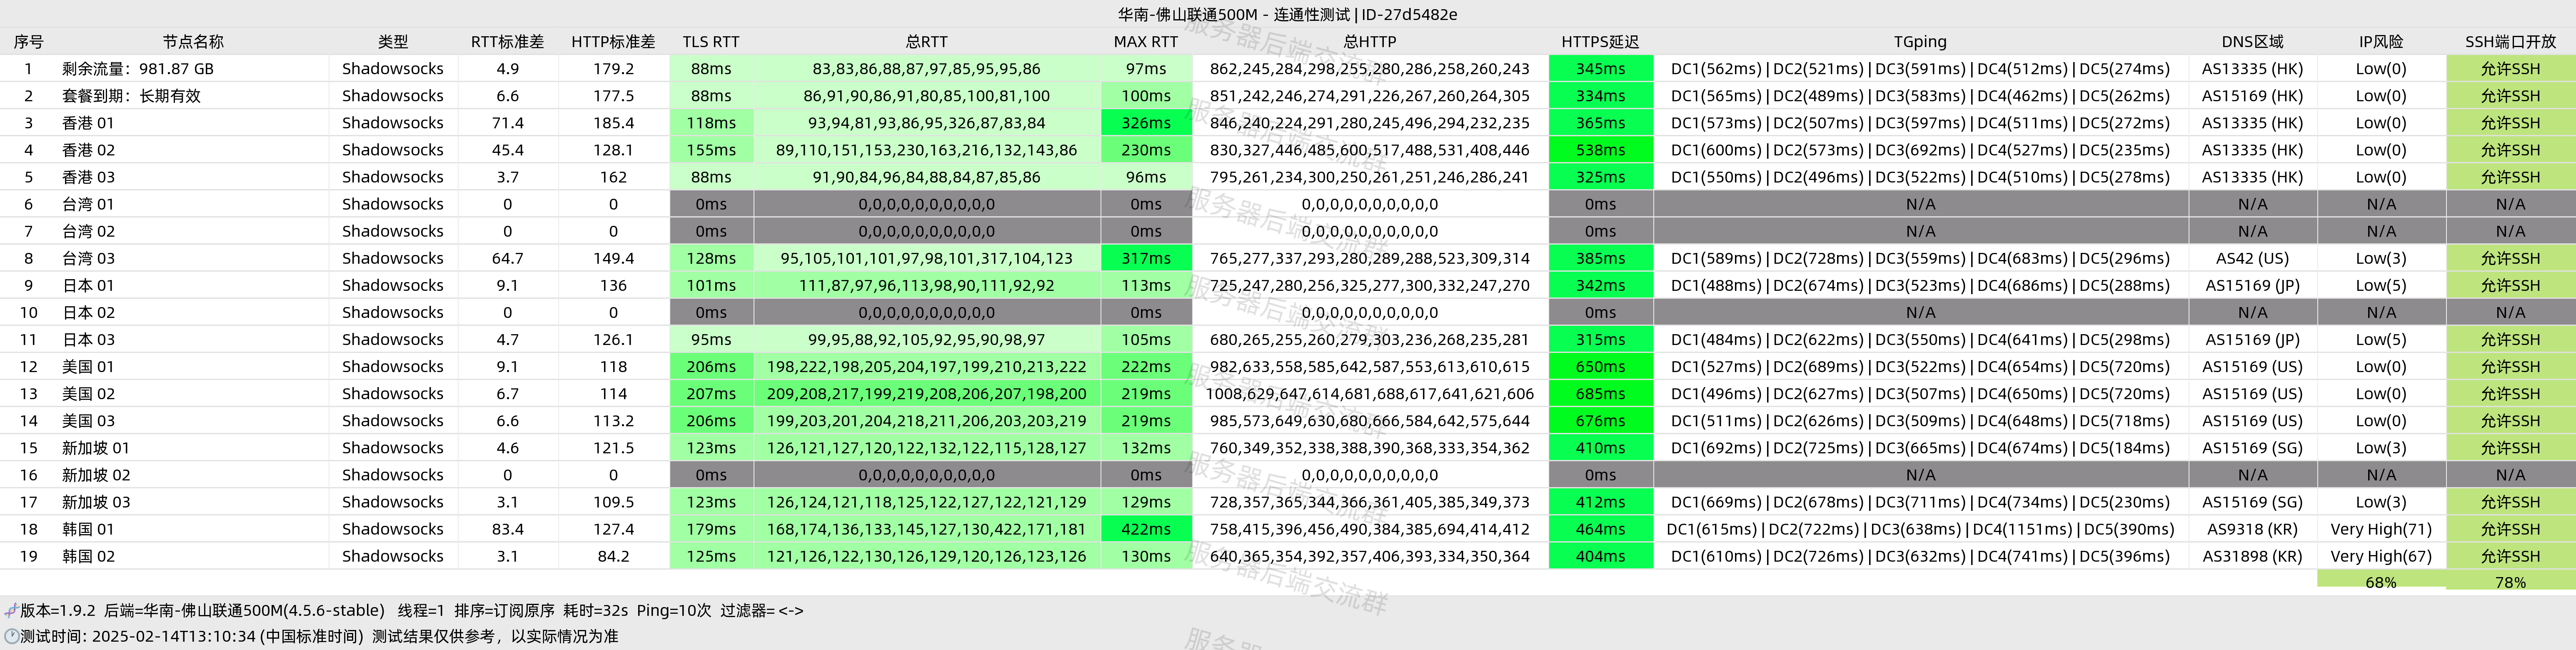 华南-佛山联通500M - 连通性测试 | ID-27d5482e
序号 节点名称 类型 RTT标准差 HTTP标准差 TLS RTT 总RTT MAX RTT 总HTTP HTTPS延迟 TGping DNS区域 IP风险 SSH端口开放
1 剩余流量：981.87 GB Shadowsocks 4.9 179.2 88ms 83,83,86,88,87,97,85,95,95,86 97ms 862,245,284,298,255,280,286,258,260,243 345ms DC1(562ms) | DC2(521ms) | DC3(591ms) | DC4(512ms) | DC5(274ms) AS13335 (HK) Low(0) 允许SSH
2 套餐到期：长期有效 Shadowsocks 6.6 177.5 88ms 86,91,90,86,91,80,85,100,81,100 100ms 851,242,246,274,291,226,267,260,264,305 334ms DC1(565ms) | DC2(489ms) | DC3(583ms) | DC4(462ms) | DC5(262ms) AS15169 (HK) Low(0) 允许SSH
3 香港 01 Shadowsocks 71.4 185.4 118ms 93,94,81,93,86,95,326,87,83,84 326ms 846,240,224,291,280,245,496,294,232,235 365ms DC1(573ms) | DC2(507ms) | DC3(597ms) | DC4(511ms) | DC5(272ms) AS13335 (HK) Low(0) 允许SSH
4 香港 02 Shadowsocks 45.4 128.1 155ms 89,110,151,153,230,163,216,132,143,86 230ms 830,327,446,485,600,517,488,531,408,446 538ms DC1(600ms) | DC2(573ms) | DC3(692ms) | DC4(527ms) | DC5(235ms) AS13335 (HK) Low(0) 允许SSH
5 香港 03 Shadowsocks 3.7 162 88ms 91,90,84,96,84,88,84,87,85,86 96ms 795,261,234,300,250,261,251,246,286,241 325ms DC1(550ms) | DC2(496ms) | DC3(522ms) | DC4(510ms) | DC5(278ms) AS13335 (HK) Low(0) 允许SSH
6 台湾 01 Shadowsocks 0 0 0ms 0,0,0,0,0,0,0,0,0,0 0ms 0,0,0,0,0,0,0,0,0,0 0ms N/A N/A N/A N/A
7 台湾 02 Shadowsocks 0 0 0ms 0,0,0,0,0,0,0,0,0,0 0ms 0,0,0,0,0,0,0,0,0,0 0ms N/A N/A N/A N/A
8 台湾 03 Shadowsocks 64.7 149.4 128ms 95,105,101,101,97,98,101,317,104,123 317ms 765,277,337,293,280,289,288,523,309,314 385ms DC1(589ms) | DC2(728ms) | DC3(559ms) | DC4(683ms) | DC5(296ms) AS42 (US) Low(3) 允许SSH
9 日本 01 Shadowsocks 9.1 136 101ms 111,87,97,96,113,98,90,111,92,92 113ms 725,247,280,256,325,277,300,332,247,270 342ms DC1(488ms) | DC2(674ms) | DC3(523ms) | DC4(686ms) | DC5(288ms) AS15169 (JP) Low(5) 允许SSH
10 日本 02 Shadowsocks 0 0 0ms 0,0,0,0,0,0,0,0,0,0 0ms 0,0,0,0,0,0,0,0,0,0 0ms N/A N/A N/A N/A
11 日本 03 Shadowsocks 4.7 126.1 95ms 99,95,88,92,105,92,95,90,98,97 105ms 680,265,255,260,279,303,236,268,235,281 315ms DC1(484ms) | DC2(622ms) | DC3(550ms) | DC4(641ms) | DC5(298ms) AS15169 (JP) Low(5) 允许SSH
12 美国 01 Shadowsocks 9.1 118 206ms 198,222,198,205,204,197,199,210,213,222 222ms 982,633,558,585,642,587,553,613,610,615 650ms DC1(527ms) | DC2(689ms) | DC3(522ms) | DC4(654ms) | DC5(720ms) AS15169 (US) Low(0) 允许SSH
13 美国 02 Shadowsocks 6.7 114 207ms 209,208,217,199,219,208,206,207,198,200 219ms 1008,629,647,614,681,688,617,641,621,606 685ms DC1(496ms) | DC2(627ms) | DC3(507ms) | DC4(650ms) | DC5(720ms) AS15169 (US) Low(0) 允许SSH
14 美国 03 Shadowsocks 6.6 113.2 206ms 199,203,201,204,218,211,206,203,203,219 219ms 985,573,649,630,680,666,584,642,575,644 676ms DC1(511ms) | DC2(626ms) | DC3(509ms) | DC4(648ms) | DC5(718ms) AS15169 (US) Low(0) 允许SSH
15 新加坡 01 Shadowsocks 4.6 121.5 123ms 126,121,127,120,122,132,122,115,128,127 132ms 760,349,352,338,388,390,368,333,354,362 410ms DC1(692ms) | DC2(725ms) | DC3(665ms) | DC4(674ms) | DC5(184ms) AS15169 (SG) Low(3) 允许SSH
16 新加坡 02 Shadowsocks 0 0 0ms 0,0,0,0,0,0,0,0,0,0 0ms 0,0,0,0,0,0,0,0,0,0 0ms N/A N/A N/A N/A
17 新加坡 03 Shadowsocks 3.1 109.5 123ms 126,124,121,118,125,122,127,122,121,129 129ms 728,357,365,344,366,361,405,385,349,373 412ms DC1(669ms) | DC2(678ms) | DC3(711ms) | DC4(734ms) | DC5(230ms) AS15169 (SG) Low(3) 允许SSH
18 韩国 01 Shadowsocks 83.4 127.4 179ms 168,174,136,133,145,127,130,422,171,181 422ms 758,415,396,456,490,384,385,694,414,412 464ms DC1(615ms) | DC2(722ms) | DC3(638ms) | DC4(1151ms) | DC5(390ms) AS9318 (KR) Very High(71) 允许SSH
19 韩国 02 Shadowsocks 3.1 84.2 125ms 121,126,122,130,126,129,120,126,123,126 130ms 640,365,354,392,357,406,393,334,350,364 404ms DC1(610ms) | DC2(726ms) | DC3(632ms) | DC4(741ms) | DC5(396ms) AS31898 (KR) Very High(67) 允许SSH
68% 78%
版本=1.9.2 后端=华南-佛山联通500M(4.5.6-stable) 线程=1 排序=订阅原序 耗时=32s Ping=10次 过滤器= <->
测试时间: 2025-02-14T13:10:34 (中国标准时间) 测试结果仅供参考，以实际情况为准
服务器后端交流群
服务器后端交流群
服务器后端交流群
服务器后端交流群
服务器后端交流群
服务器后端交流群
服务器后端交流群